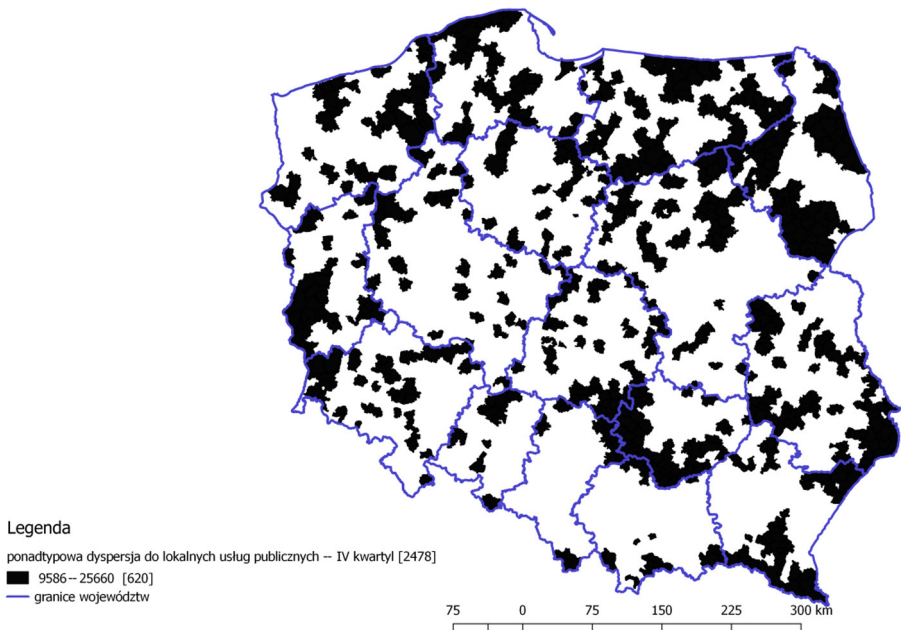 Legenda
ponadtypowa dyspersja do lokalnych usług publicznych -- IV kwartyl [2478]
9586 -- 25660 [620]
granice województw
75 0 75 150 225 300 km